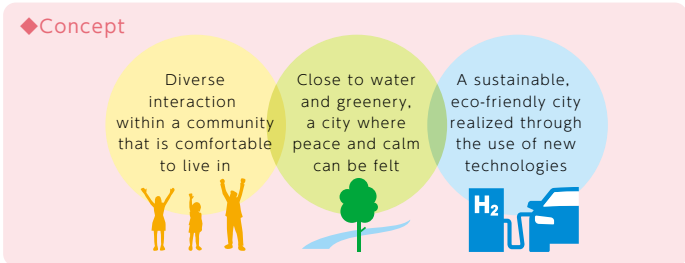 ◆Concept
Diverse
interaction
within a community
that is comfortable
to live in
Close to water
and greenery,
a city where
peace and calm
can be felt
A sustainable,
eco-friendly city
realized through
the use of new
technologies
H₂